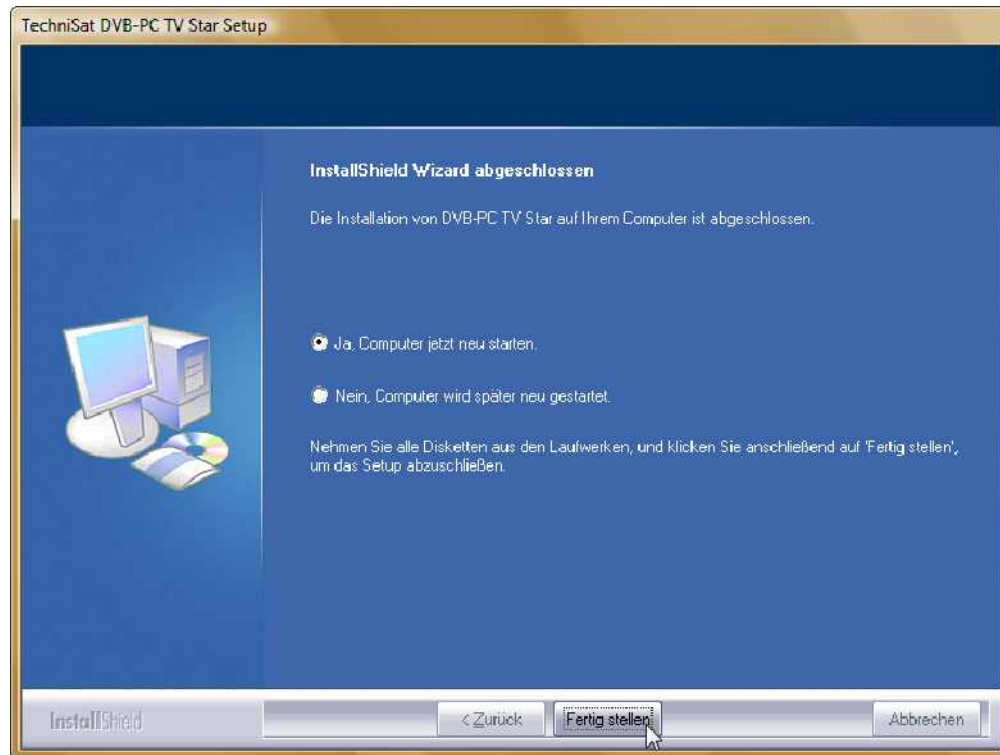 TechniSat DVB-PC TV Star Setup
InstallShield Wizard abgeschlossen
Die Installation von DVB-PC TV Star auf Ihrem Computer ist abgeschlossen.
Ja, Computer jetzt neu starten.
Nein, Computer wird später neu gestartet.
Nehmen Sie alle Disketten aus den Laufwerken, und klicken Sie anschließend auf 'Fertig stellen',
um das Setup abzuschließen.
InstallShield
< Zurück
Fertig stellen
Abbrechen